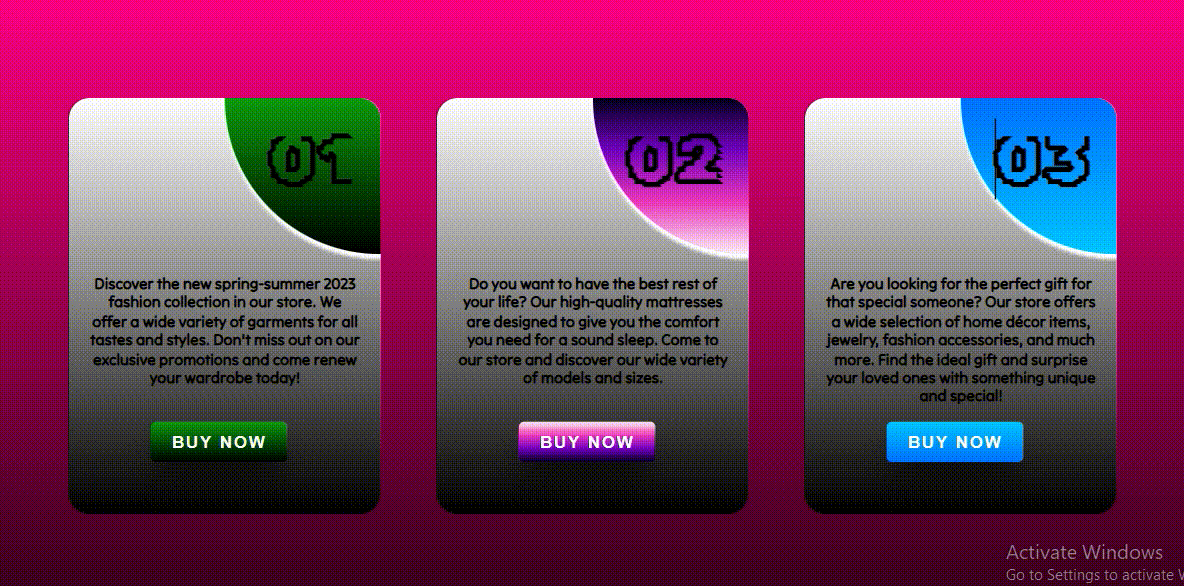 01
Discover the new spring-summer 2023
fashion collection in our store. We
offer a wide variety of garments for all
tastes and styles. Don't miss out on our
exclusive promotions and come renew
your wardrobe today!
BUY NOW
02
Do you want to have the best rest of
your life? Our high-quality mattresses
are designed to give you the comfort
you need for a sound sleep. Come to
our store and discover our wide variety
of models and sizes.
BUY NOW
03
Are you looking for the perfect gift for
that special someone? Our store offers
a wide selection of home décor items,
jewelry, fashion accessories, and much
more. Find the ideal gift and surprise
your loved ones with something unique
and special!
BUY NOW
Activate Windows
Go to Settings to activate W